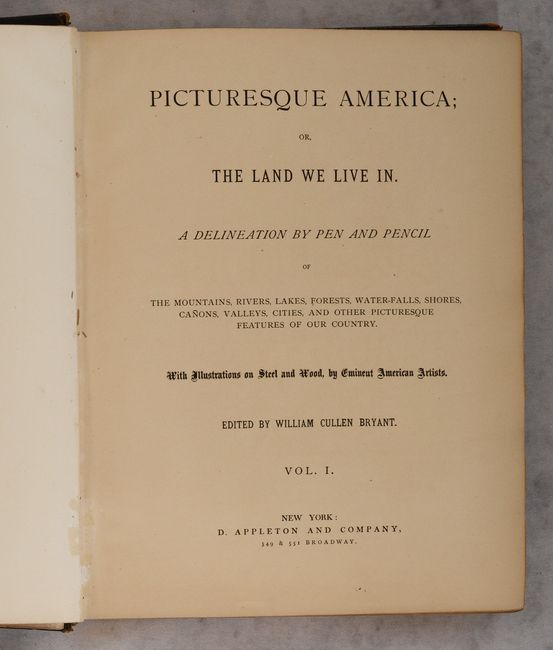 PICTURESQUE AMERICA;
OR,
THE LAND WE LIVE IN.
A DELINEATION BY PEN AND PENCIL
OF
THE MOUNTAINS, RIVERS, LAKES, FORESTS, WATER-FALLS, SHORES,
CAÑONS, VALLEYS, CITIES, AND OTHER PICTURESQUE
FEATURES OF OUR COUNTRY.
With Illustrations on Steel and Wood, by Eminent American Artists.
EDITED BY WILLIAM CULLEN BRYANT.
VOL. I.
NEW YORK:
D. APPLETON AND COMPANY,
549 & 551 BROADWAY.